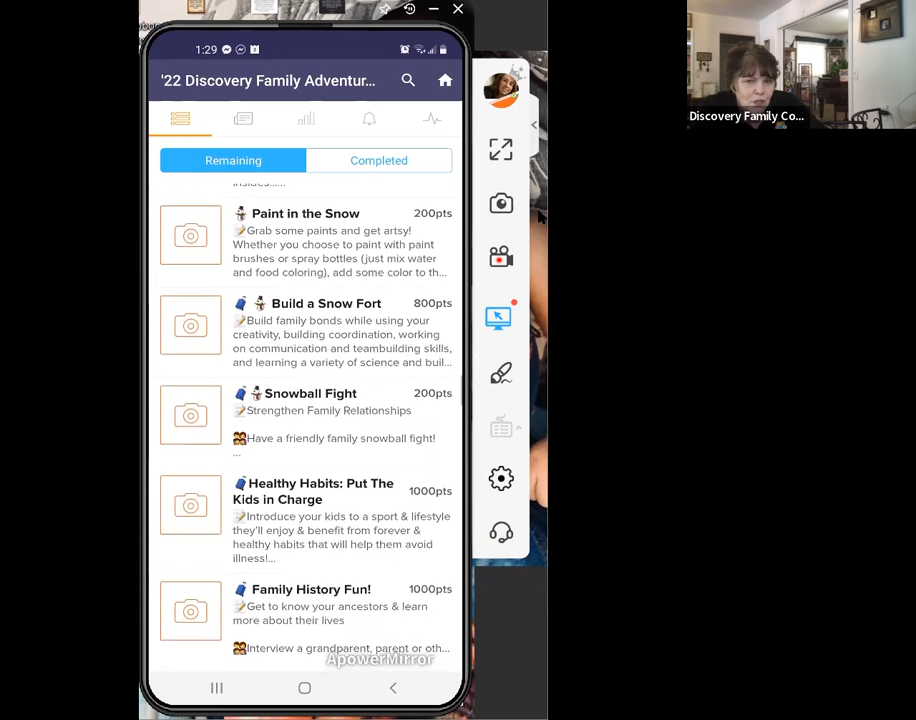 1:29
'22 Discovery Family Adventur...
Remaining
Completed
Paint in the Snow
200pts
Grab some paints and get artsy!
Whether you choose to paint with paint
brushes or spray bottles (just mix water
and food coloring), add some color to th...
Build a Snow Fort
800pts
Build family bonds while using your
creativity, building coordination, working
on communication and teambuilding skills,
and learning a variety of science and buil...
Snowball Fight
200pts
Strengthen Family Relationships
Have a friendly family snowball fight!
...
Healthy Habits: Put The
Kids in Charge
1000pts
Introduce your kids to a sport & lifestyle
they'll enjoy & benefit from forever &
healthy habits that will help them avoid
illness!...
Family History Fun!
1000pts
Get to know your ancestors & learn
more about their lives
Interview a grandparent, parent or oth...
ApowerMirror
Discovery Family Co...